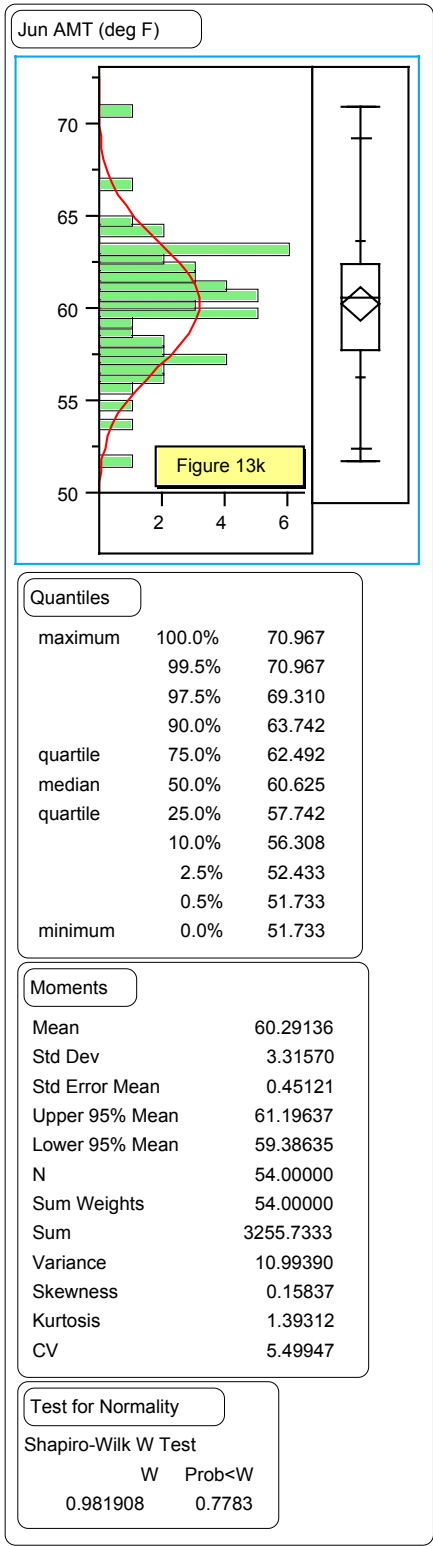 Jun AMT (deg F)
70
65
60
55
50
Figure 13k
2 4 6
Quantiles
maximum 100.0% 70.967
99.5% 70.967
97.5% 69.310
90.0% 63.742
quartile 75.0% 62.492
median 50.0% 60.625
quartile 25.0% 57.742
10.0% 56.308
2.5% 52.433
0.5% 51.733
minimum 0.0% 51.733
Moments
Mean 60.29136
Std Dev 3.31570
Std Error Mean 0.45121
Upper 95% Mean 61.19637
Lower 95% Mean 59.38635
N 54.00000
Sum Weights 54.00000
Sum 3255.7333
Variance 10.99390
Skewness 0.15837
Kurtosis 1.39312
CV 5.49947
Test for Normality
Shapiro-Wilk W Test
W Prob<W
0.981908 0.7783